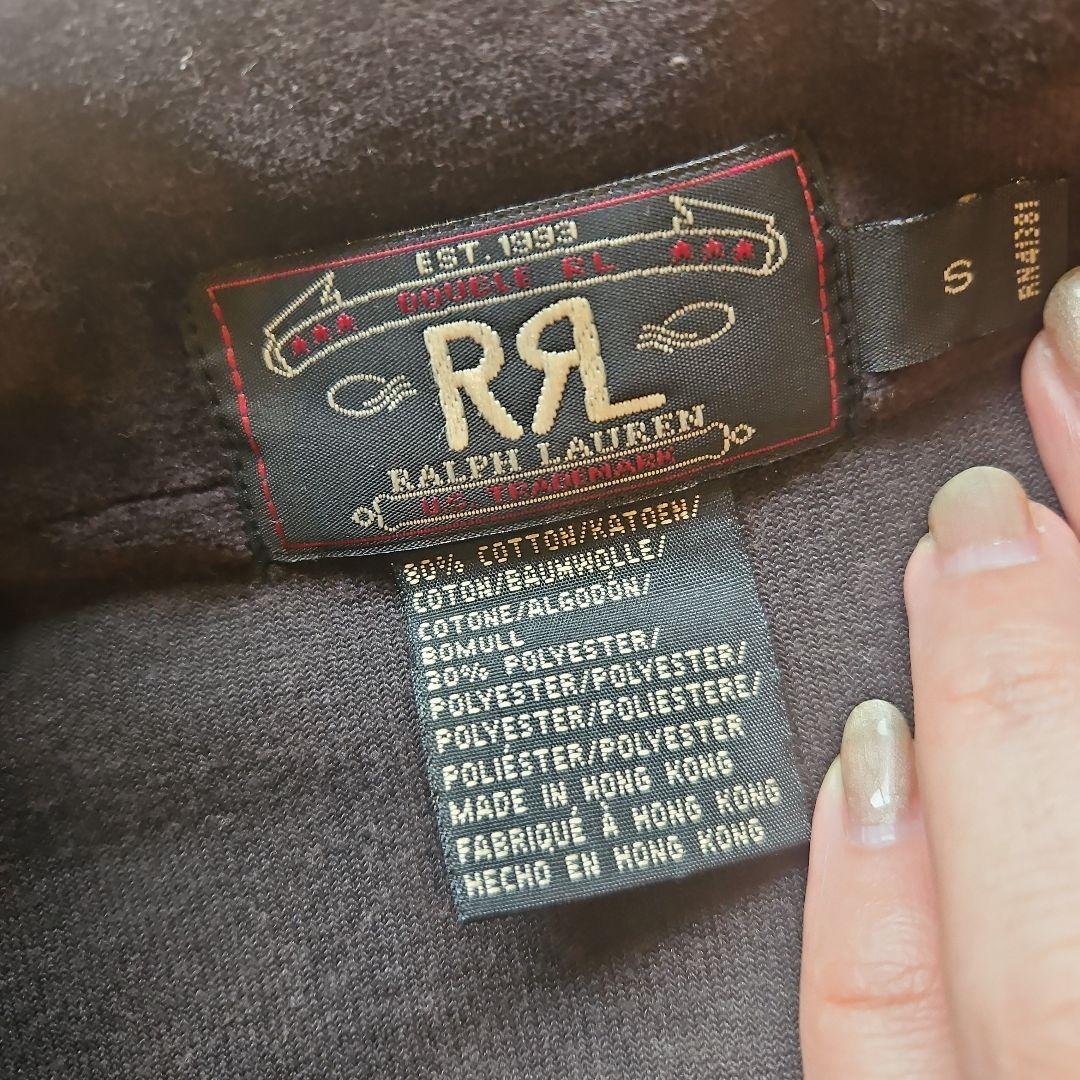 EST. 1993
DOUBLE RL
RRL
RALPH LAUREN
U.S. TRADEMARK
S
RN41381
80% COTTON/KATOEN/
COTON/BAUMWOLLE/
COTONE/ALGODÓN/
BOMULL
20% POLYESTER/
POLYESTER/POLYESTER/
POLYESTER/POLIESTERE/
POLIÉSTER/POLYESTER
MADE IN HONG KONG
FABRIQUÉ À HONG KONG
HECHO EN HONG KONG